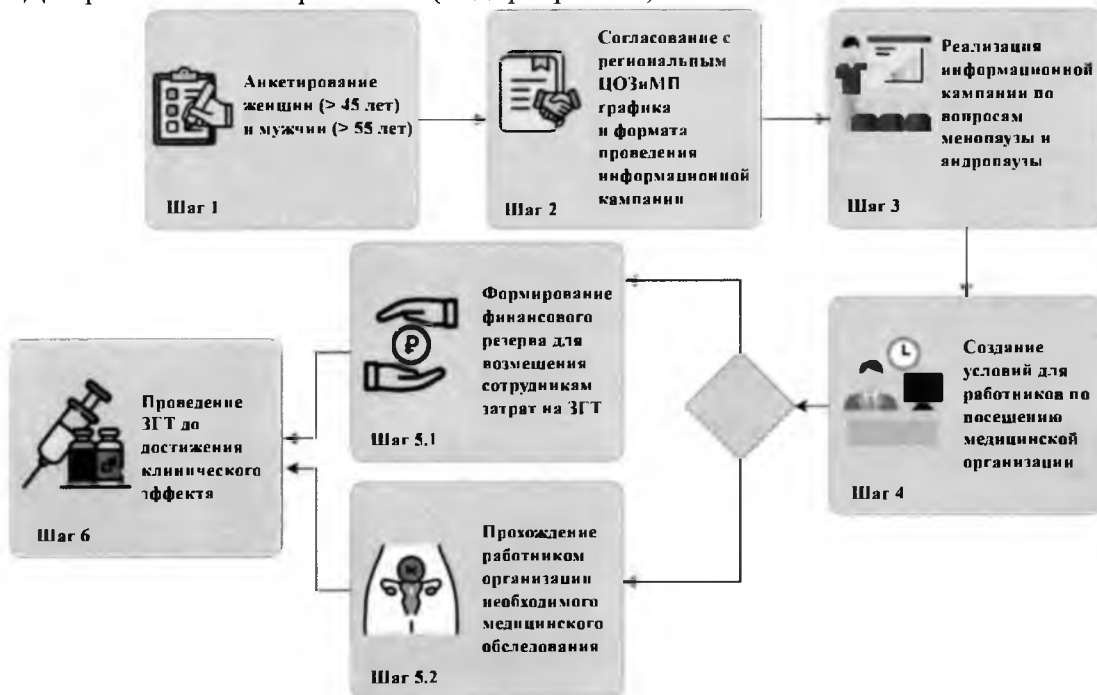 Анкетирование
женщин (> 45 лет)
и мужчин (> 55 лет)
Шаг 1
Согласование с
региональным
ЦОЗиМП
графика
и формата
проведения
информационной
кампании
Шаг 2
Реализация
информационной
кампании по
вопросам
менопаузы и
андропаузы
Шаг 3
Создание
условий для
работников по
посещению
медицинской
организации
Шаг 4
Формирование
финансового
резерва для
возмещения
сотрудникам
затрат на ЗГТ
Шаг 5.1
Прохождение
работником
организации
необходимого
медицинского
обследования
Шаг 5.2
Проведение
ЗГТ до
достижения
клинического
эффекта
Шаг 6